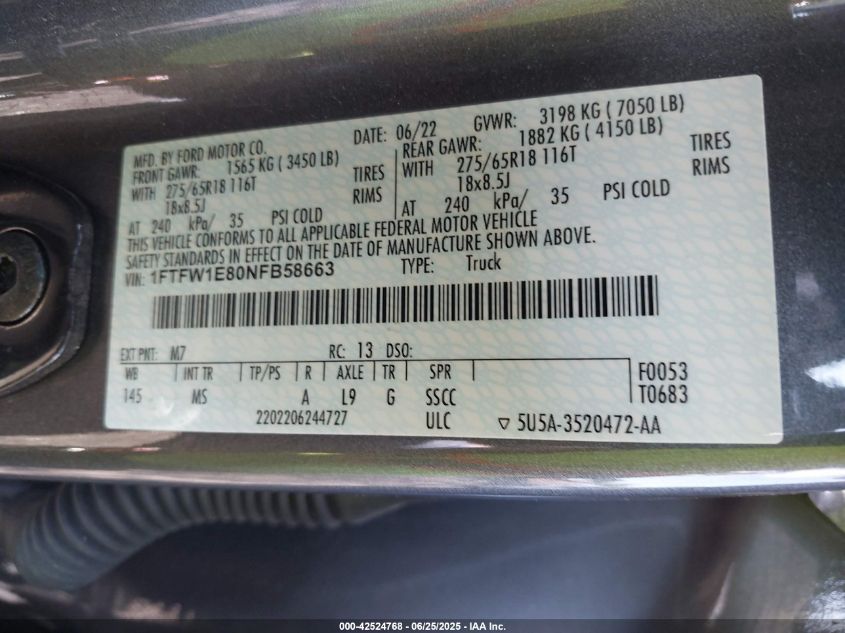 MFD. BY FORD MOTOR CO.
DATE: 06/22 GVWR: 3198 KG ( 7050 LB)
FRONT GAWR: 1565 KG ( 3450 LB)
WITH 275/65R18 116T TIRES
18x8.5J RIMS
AT 240 kPa/ 35 PSI COLD
REAR GAWR: 1882 KG ( 4150 LB)
WITH 275/65R18 116T TIRES
18x8.5J RIMS
AT 240 kPa/ 35 PSI COLD
THIS VEHICLE CONFORMS TO ALL APPLICABLE FEDERAL MOTOR VEHICLE
SAFETY STANDARDS IN EFFECT ON THE DATE OF MANUFACTURE SHOWN ABOVE.
VIN: 1FTFW1E80NFB58663 TYPE: Truck
EXT PNT: M7 RC: 13 DSO:
WB INT TR TP/PS R AXLE TR SPR F0053
145 MS A L9 G SSCC T0683
2202206244727 ULC ▽ 5U5A-3520472-AA
000-42524768 - 06/25/2025 - IAA Inc.